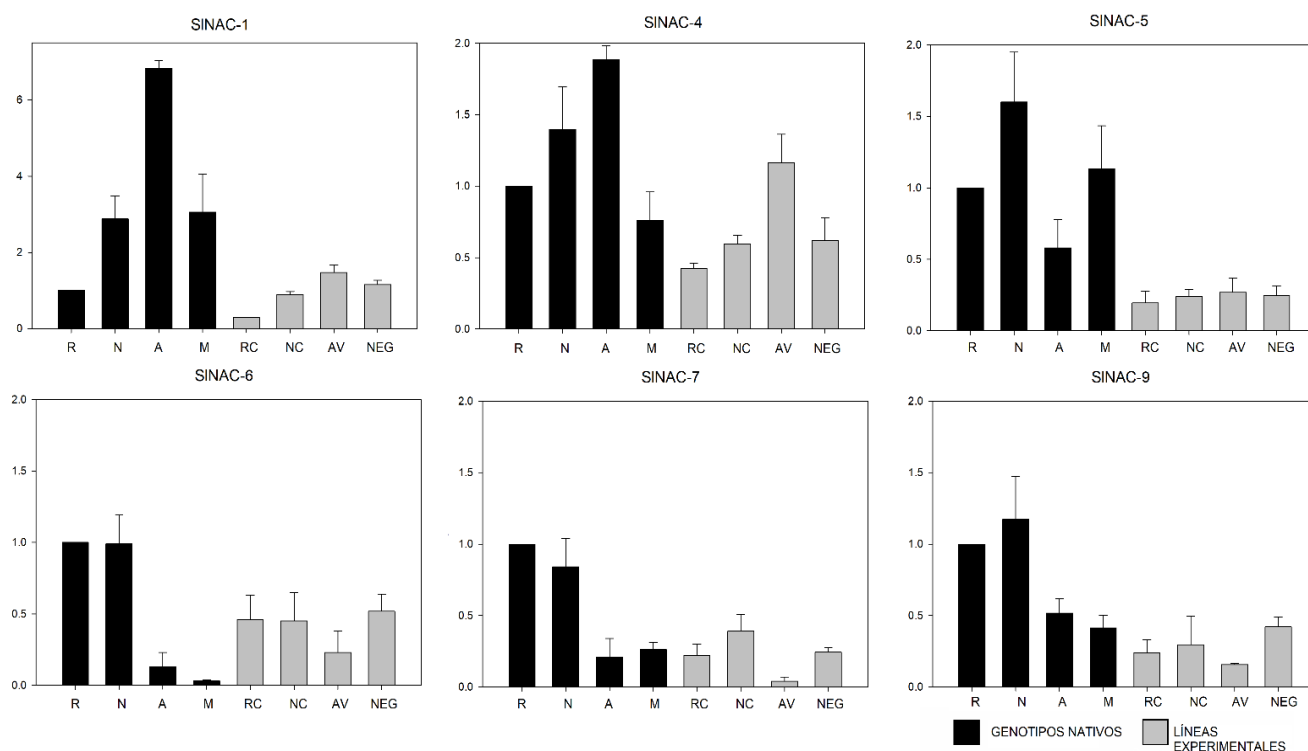 SINAC-1
6
4
2
0
R N A M RC NC AV NEG
SINAC-4
2.0
1.5
1.0
0.5
0.0
R N A M RC NC AV NEG
SINAC-5
2.0
1.5
1.0
0.5
0.0
R N A M RC NC AV NEG
SINAC-6
2.0
1.5
1.0
0.5
0.0
R N A M RC NC AV NEG
SINAC-7
2.0
1.5
1.0
0.5
0.0
R N A M RC NC AV NEG
SINAC-9
2.0
1.5
1.0
0.5
0.0
R N A M RC NC AV NEG
GENOTIPOS NATIVOS
LÍNEAS
EXPERIMENTALES